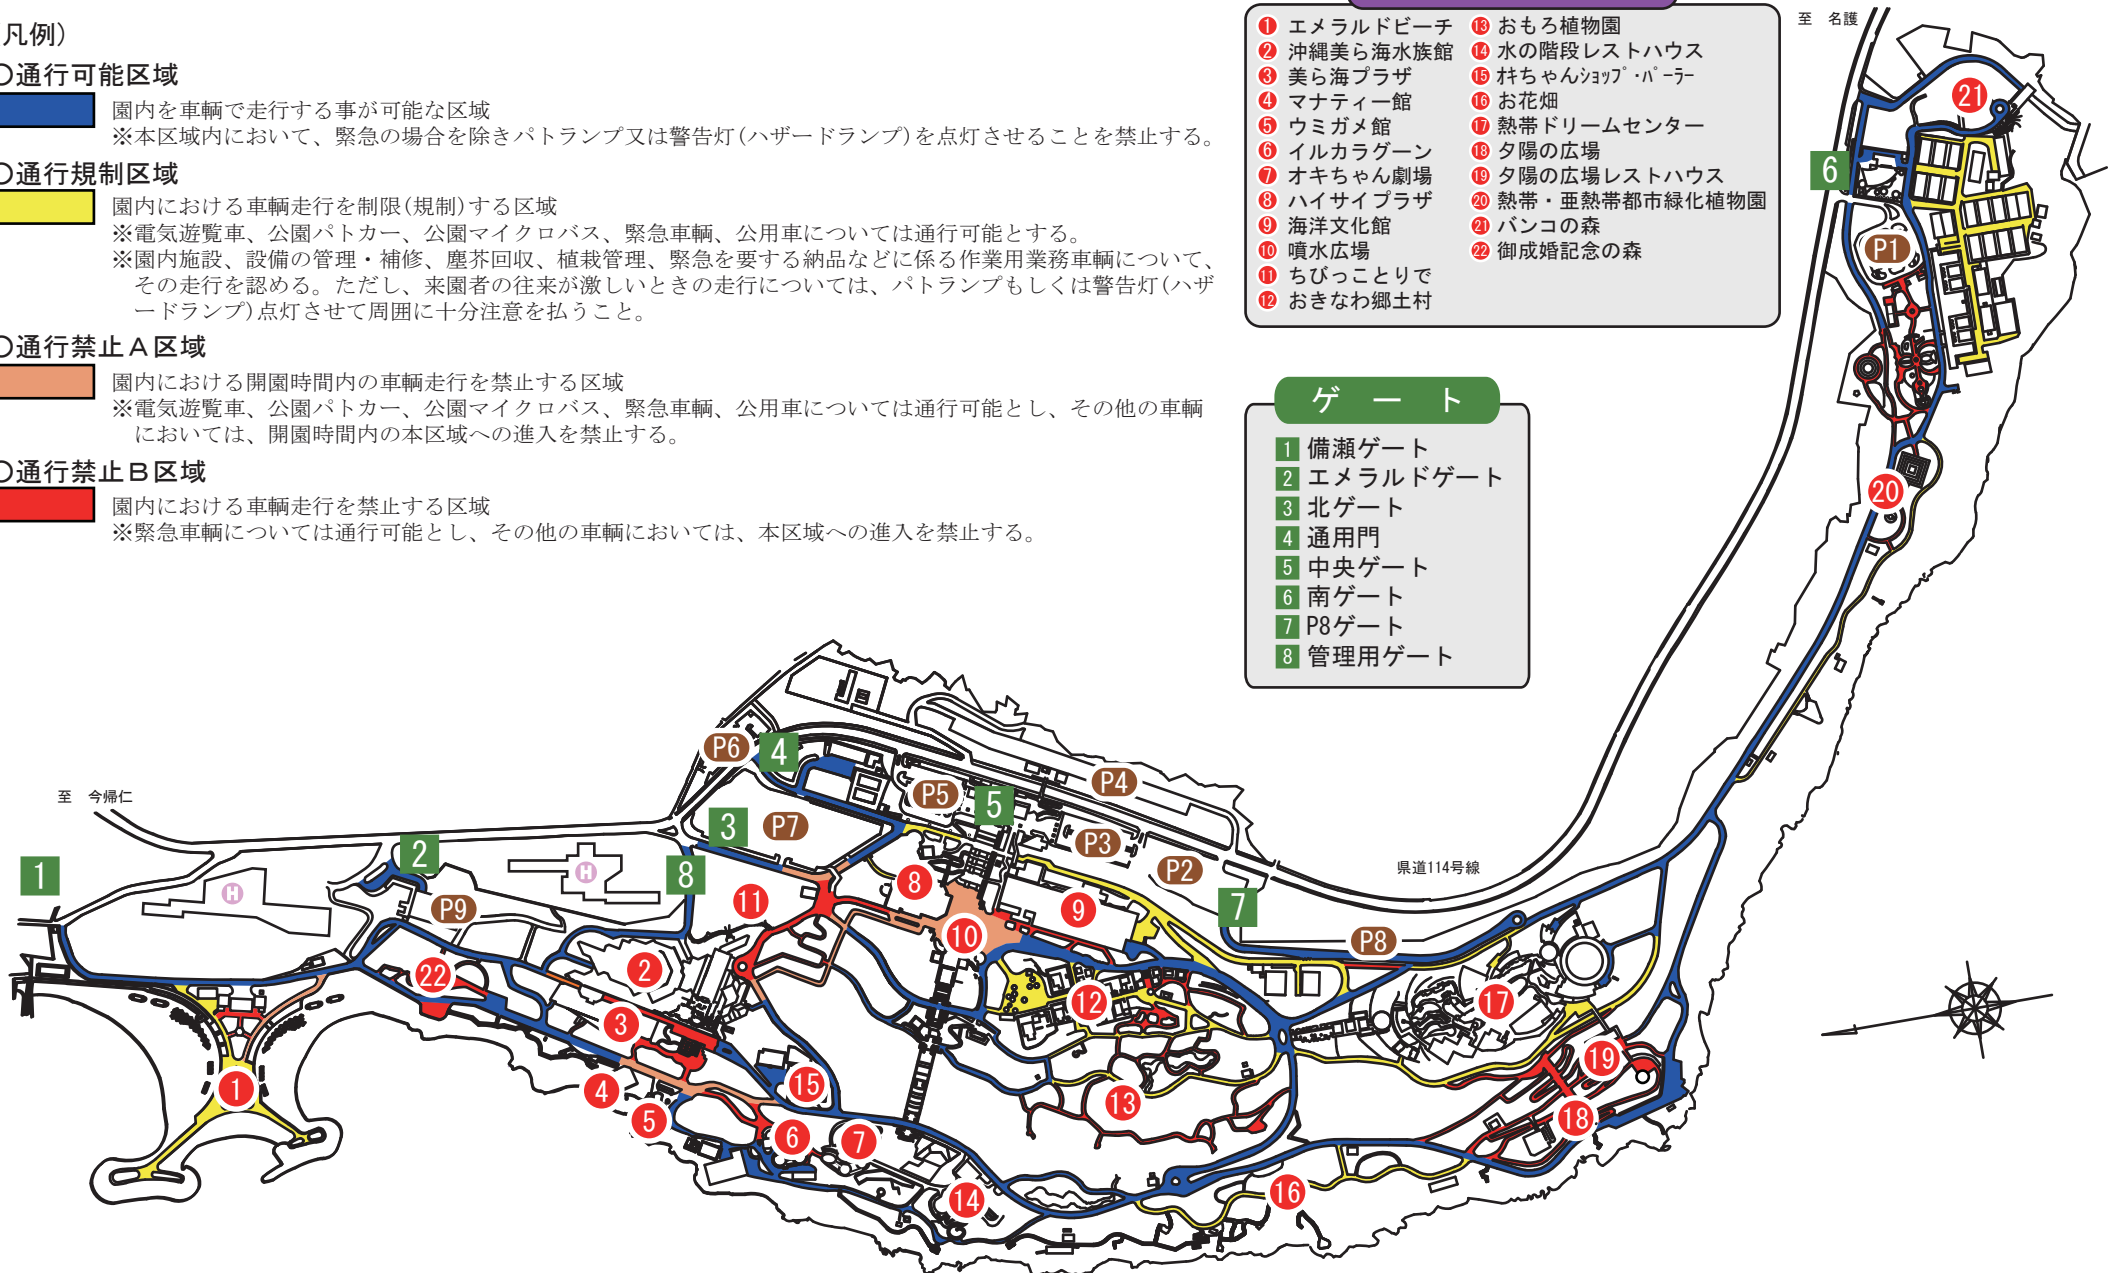 凡例)
○通行可能区域
園内を車輌で走行する事が可能な区域
※本区域内において、緊急の場合を除きパトランプ又は警告灯(ハザードランプ)を点灯させることを禁止する。
○通行規制区域
園内における車輌走行を制限(規制)する区域
※電気遊覧車、公園パトカー、公園マイクロバス、緊急車輌、公用車については通行可能とする。
※園内施設、設備の管理・補修、塵芥回収、植栽管理、緊急を要する納品などに係る作業用業務車輌について、
その走行を認める。ただし、来園者の往来が激しいときの走行については、パトランプもしくは警告灯(ハザ
ードランプ)点灯させて周囲に十分注意を払うこと。
○通行禁止A区域
園内における開園時間内の車輌走行を禁止する区域
※電気遊覧車、公園パトカー、公園マイクロバス、緊急車輌、公用車については通行可能とし、その他の車輌
においては、開園時間内の本区域への進入を禁止する。
○通行禁止B区域
園内における車輌走行を禁止する区域
※緊急車輌については通行可能とし、その他の車輌においては、本区域への進入を禁止する。
1 エメラルドビーチ
2 沖縄美ら海水族館
3 美ら海プラザ
4 マナティー館
5 ウミガメ館
6 イルカラグーン
7 オキちゃん劇場
8 ハイサイプラザ
9 海洋文化館
10 噴水広場
11 ちびっことりで
12 おきなわ郷土村
13 おもろ植物園
14 水の階段レストハウス
15 オキちゃんショップ・パーラー
16 お花畑
17 熱帯ドリームセンター
18 夕陽の広場
19 夕陽の広場レストハウス
20 熱帯・亜熱帯都市緑化植物園
21 バンコの森
22 御成婚記念の森
ゲート
1 備瀬ゲート
2 エメラルドゲート
3 北ゲート
4 通用門
5 中央ゲート
6 南ゲート
7 P8ゲート
8 管理用ゲート
至 名護
21
6
P1
20
P6
4
P4
P5
5
至 今帰仁
3
P7
P3
県道114号線
2
P2
1
H
H
8
8
7
P9
11
9
10
P8
22
2
12
17
3
19
15
4
13
5
18
1
6
7
16
14